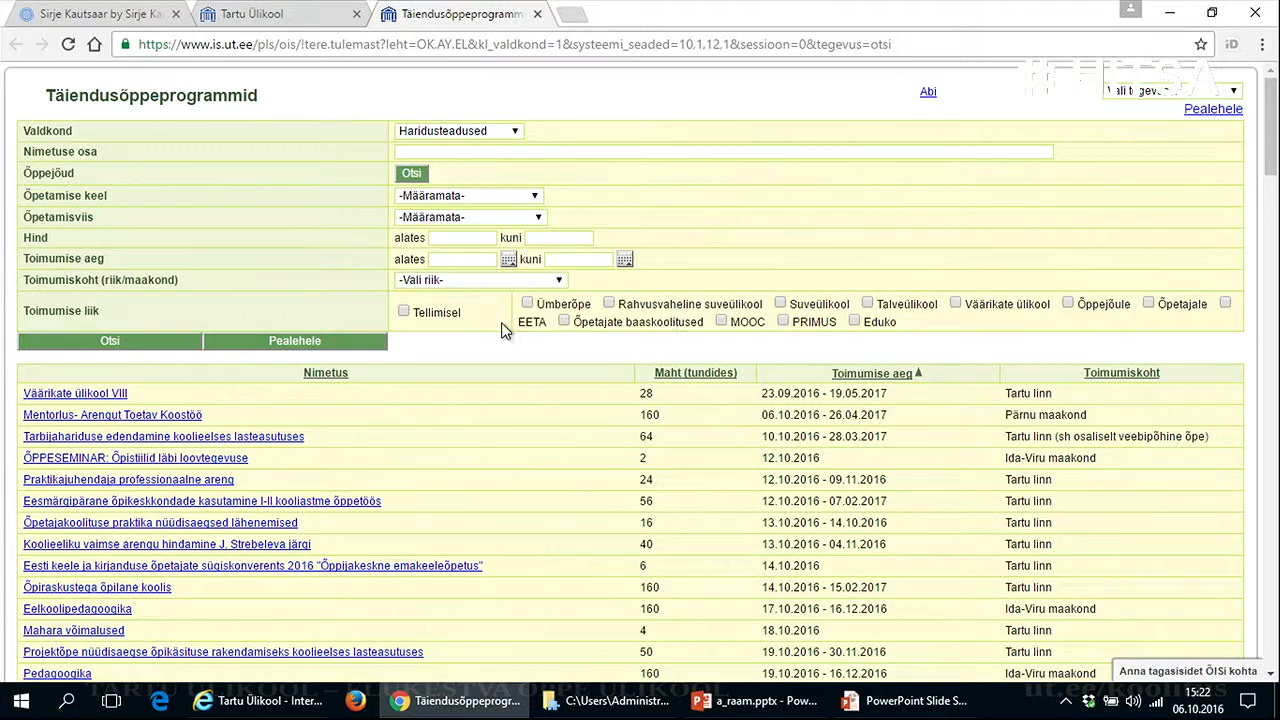 Sirje Kautsaar by Sirje Ka
Tartu Ülikool
Täiendusõppeprogramm
https://www.is.ut.ee/pls/ois/!tere.tulemast?leht=OK.AY.EL&kl_valdkond=1&systeemi_seaded=10,1,12,1&sessioon=0&tegevus=otsi
Täiendusõppeprogrammid
Abi
Pealehele
Valdkond Haridusteadused
Nimetuse osa
Õppejõud Otsi
Õpetamise keel -Määramata-
Õpetamisviis -Määramata-
Hind alates kuni
Toimumise aeg alates kuni
Toimumiskoht (riik/maakond) -Vali riik-
Toimumise liik Tellimisel Ümberõpe Rahvusvaheline suveülikool Suveülikool Talveülikool Väärikate ülikool Õppejõule Õpetajale
EETA Õpetajate baaskoolitused MOOC PRIMUS Eduko
Otsi Pealehele
Nimetus Maht (tundides) Toimumise aeg Toimumiskoht
Väärikate ülikool VIII 28 23.09.2016 - 19.05.2017 Tartu linn
Mentorlus- Arengut Toetav Koostöö 160 06.10.2016 - 26.04.2017 Pärnu maakond
Tarbijahariduse edendamine koolieelses lasteasutuses 64 10.10.2016 - 28.03.2017 Tartu linn (sh osaliselt veebipõhine õpe)
ÕPPESEMINAR: Õpistiilid läbi loovtegevuse 2 12.10.2016 Ida-Viru maakond
Praktikajuhendaja professionaalne areng 24 12.10.2016 - 09.11.2016 Tartu linn
Eesmärgipärane õpikeskkondade kasutamine I-II kooliastme õppetöös 56 12.10.2016 - 07.02.2017 Tartu linn
Õpetajakoolituse praktika nüüdisaegsed lähenemised 16 13.10.2016 - 14.10.2016 Tartu linn
Koolieeliku vaimse arengu hindamine J. Strebeleva järgi 40 13.10.2016 - 04.11.2016 Tartu linn
Eesti keele ja kirjanduse õpetajate sügiskonverents 2016 "Õppijakeskne emakeeleõpetus" 6 14.10.2016 Tartu linn
Õpiraskustega õpilane koolis 160 14.10.2016 - 15.02.2017 Tartu linn
Eelkoolipedagoogika 160 17.10.2016 - 16.12.2016 Ida-Viru maakond
Mahara võimalused 4 18.10.2016 Tartu linn
Projektõpe nüüdisaegse õpikäsituse rakendamiseks koolieelses lasteasutuses 50 19.10.2016 - 30.11.2016 Tartu linn
Pedagoogika 160 19.10.2016 - 16.12.2016 Ida-Viru maakond
Anna tagasisidet ÕISi kohta
Tartu Ülikool - Inter...
Täiendusõppeprogr...
C:\Users\Administr...
a_raam.pptx - Pow...
PowerPoint Slide S...
15:22
06.10.2016